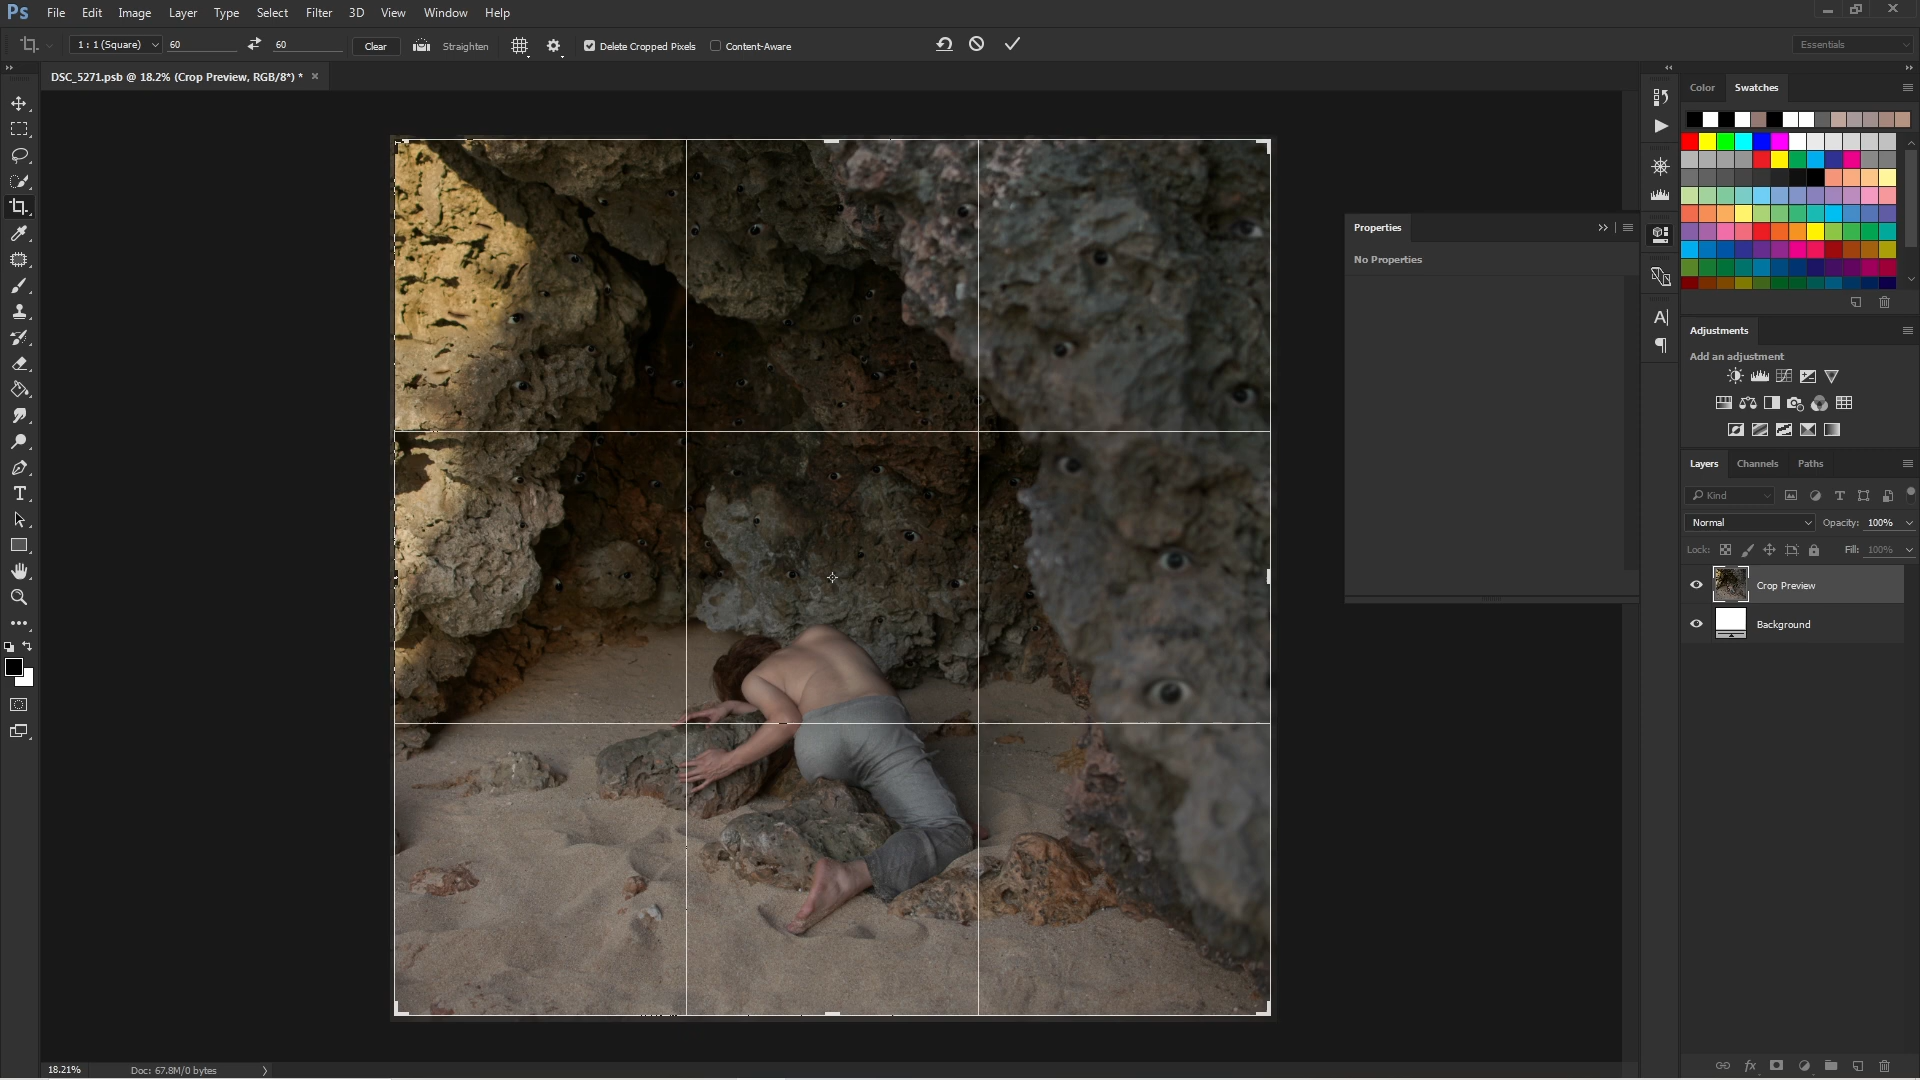 Ps File Edit Image Layer Type Select Filter 3D View Window Help
1 : 1 (Square) 60 60 Clear Straighten Delete Cropped Pixels Content-Aware Essentials
DSC_5271.psb @ 18.2% (Crop Preview, RGB/8*) *
Color Swatches
Properties
No Properties
Adjustments
Add an adjustment
Layers Channels Paths
Kind
Normal Opacity: 100%
Lock: Fill: 100%
Crop Preview
Background
18.21% Doc: 67.8M/0 bytes